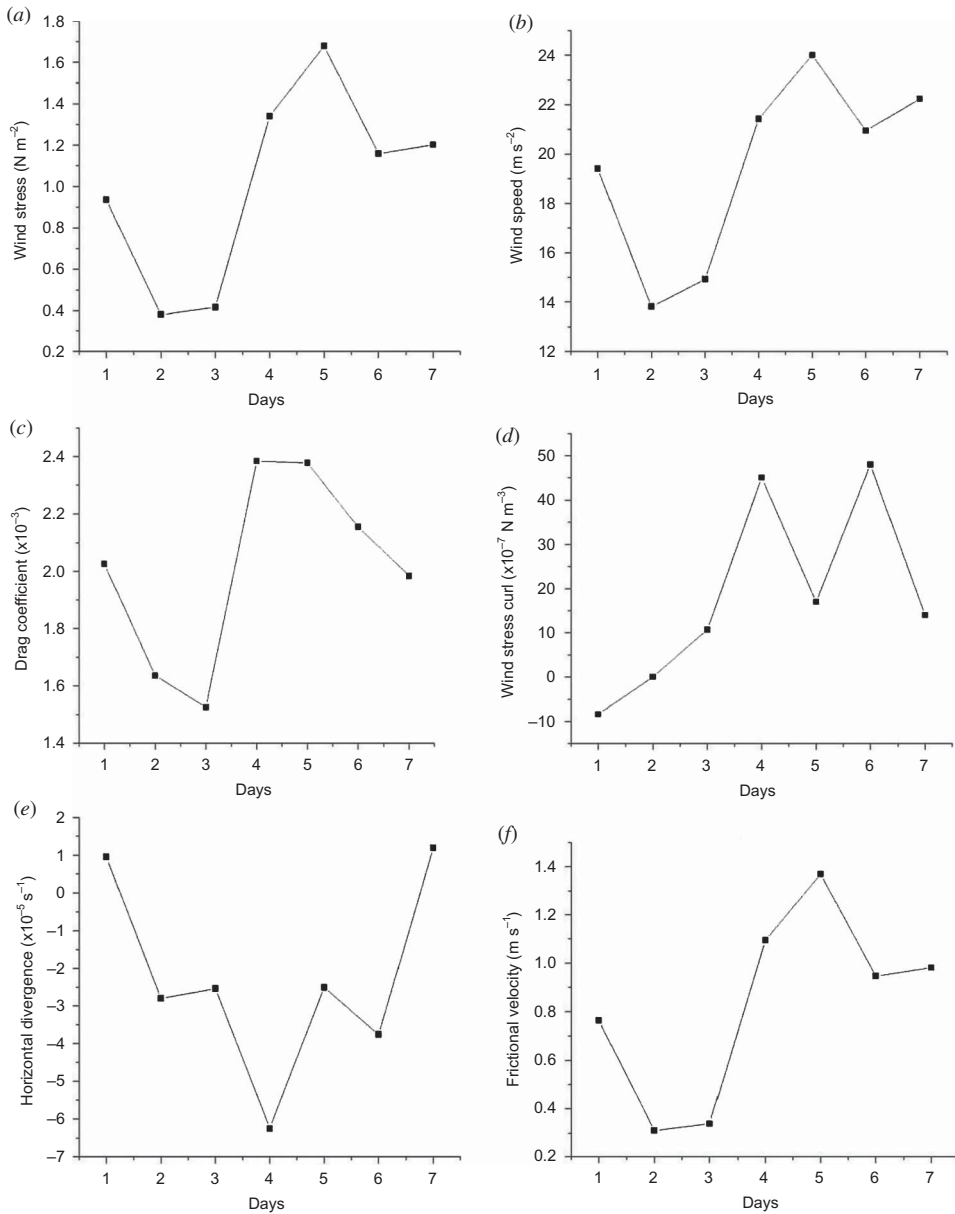 (a)
Wind stress (N m⁻²)
1.8
1.6
1.4
1.2
1.0
0.8
0.6
0.4
0.2
1 2 3 4 5 6 7
Days
(b)
Wind speed (m s⁻²)
24
22
20
18
16
14
12
1 2 3 4 5 6 7
Days
(c)
Drag coefficient (x10⁻³)
2.4
2.2
2.0
1.8
1.6
1.4
1 2 3 4 5 6 7
Days
(d)
Wind stress curl (x10⁻⁷ N m⁻³)
50
40
30
20
10
0
–10
1 2 3 4 5 6 7
Days
(e)
Horizontal divergence (x10⁻⁵ s⁻¹)
2
1
0
–1
–2
–3
–4
–5
–6
–7
1 2 3 4 5 6 7
Days
(f)
Frictional velocity (m s⁻¹)
1.4
1.2
1.0
0.8
0.6
0.4
0.2
1 2 3 4 5 6 7
Days